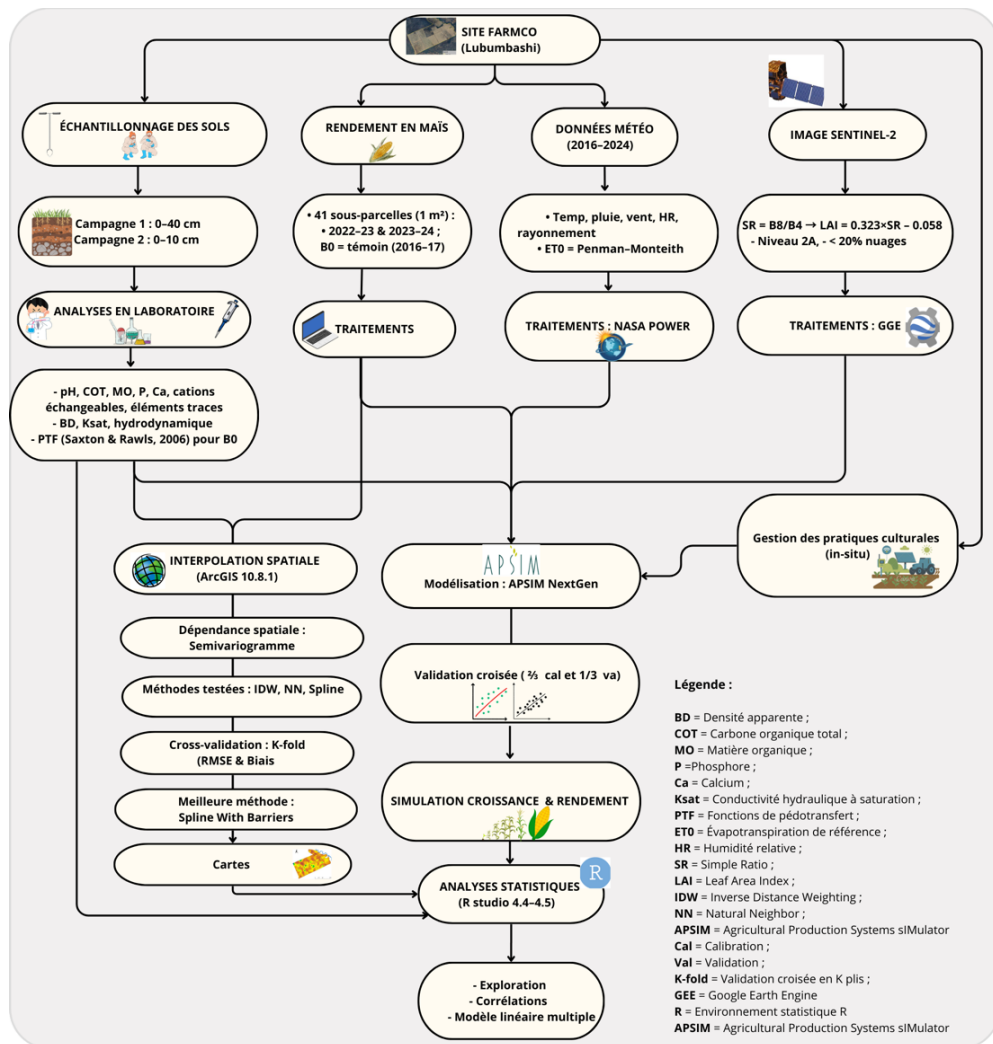 SITE FARMCO
(Lubumbashi)
ÉCHANTILLONNAGE DES SOLS
RENDEMENT EN MAÏS
DONNÉES MÉTÉO
(2016–2024)
IMAGE SENTINEL-2
Campagne 1 : 0–40 cm
Campagne 2 : 0–10 cm
• 41 sous-parcelles (1 m²) :
• 2022–23 & 2023–24 ;
B0 = témoin (2016–17)
• Temp, pluie, vent, HR,
rayonnement
• ET0 = Penman–Monteith
SR = B8/B4 → LAI = 0.323×SR – 0.058
- Niveau 2A, - < 20% nuages
ANALYSES EN LABORATOIRE
TRAITEMENTS
TRAITEMENTS : NASA POWER
TRAITEMENTS : GGE
- pH, COT, MO, P, Ca, cations
échangeables, éléments traces
- BD, Ksat, hydrodynamique
- PTF (Saxton & Rawls, 2006) pour B0
INTERPOLATION SPATIALE
(ArcGIS 10.8.1)
APSIM
Modélisation : APSIM NextGen
Gestion des pratiques culturales
(in-situ)
Dépendance spatiale :
Semivariogramme
Méthodes testées : IDW, NN, Spline
Cross-validation : K-fold
(RMSE & Biais
Meilleure méthode :
Spline With Barriers
Cartes
Validation croisée ( ⅔ cal et 1/3 va)
SIMULATION CROISSANCE & RENDEMENT
R
ANALYSES STATISTIQUES
(R studio 4.4–4.5)
- Exploration
- Corrélations
- Modèle linéaire multiple
Légende :
BD = Densité apparente ;
COT = Carbone organique total ;
MO = Matière organique ;
P =Phosphore ;
Ca = Calcium ;
Ksat = Conductivité hydraulique à saturation ;
PTF = Fonctions de pédotransfert ;
ET0 = Évapotranspiration de référence ;
HR = Humidité relative ;
SR = Simple Ratio ;
LAI = Leaf Area Index ;
IDW = Inverse Distance Weighting ;
NN = Natural Neighbor ;
APSIM = Agricultural Production Systems sIMulator
Cal = Calibration ;
Val = Validation ;
K-fold = Validation croisée en K plis ;
GEE = Google Earth Engine
R = Environnement statistique R
APSIM = Agricultural Production Systems sIMulator